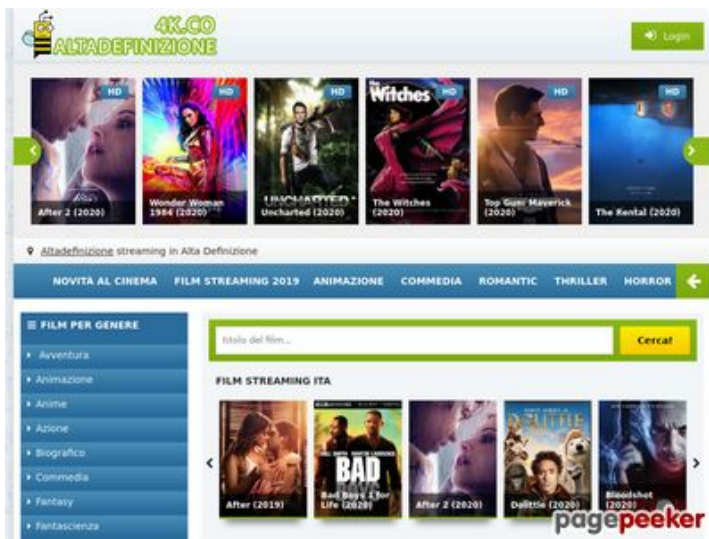 4K.CO
ALTADEFINIZIONE
Login
HD
HD
HD
HD
HD
After 2 (2020)
Wonder Woman
1984 (2020)
UNCHARTED
Uncharted (2020)
the Witches
The Witches
(2020)
Top Gun: Maverick
(2020)
The Rental (2020)
Altadefinizione streaming in Alta Definizione
NOVITÀ AL CINEMA FILM STREAMING 2019 ANIMAZIONE COMMEDIA ROMANTIC THRILLER HORROR
FILM PER GENERE
Avventura
Animazione
Anime
Azione
Biografico
Commedia
Fantasy
Fantascienza
titolo del film...
Cerca!
FILM STREAMING ITA
After (2019)
BAD
BOYS
Bad Boys 3 for
Life (2020)
After 2 (2020)
DOLITTLE
Dolittle (2020)
Bloodshot
(2020)
pagepeeker